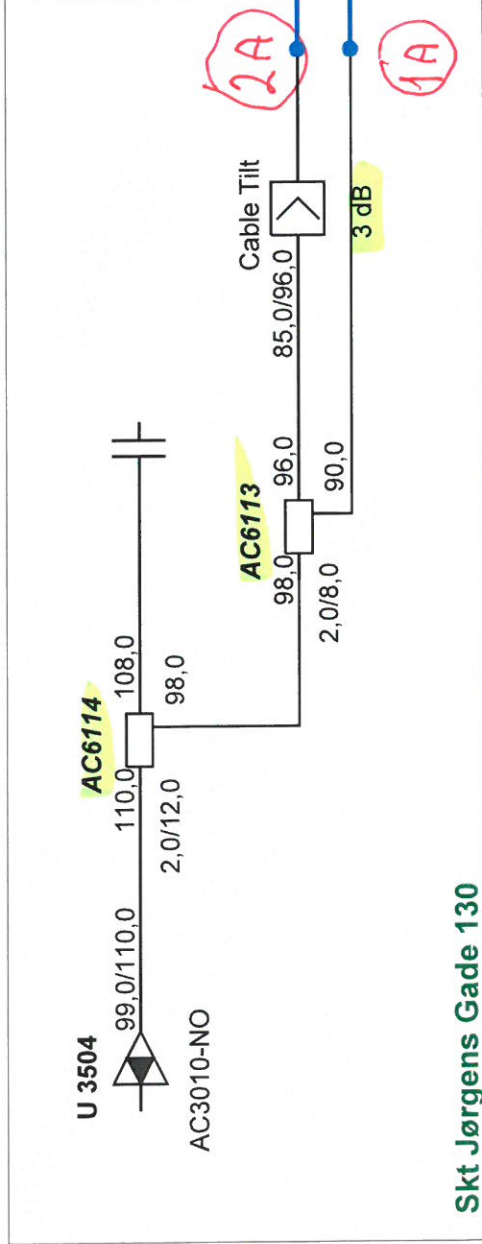 U 3504
99,0/110,0
AC3010-NO
AC6114
110,0
108,0
2,0/12,0
98,0
AC6113
98,0
96,0
2,0/8,0
90,0
85,0/96,0
Cable Tilt
3 dB
2A
1A
Skt Jørgens Gade 130